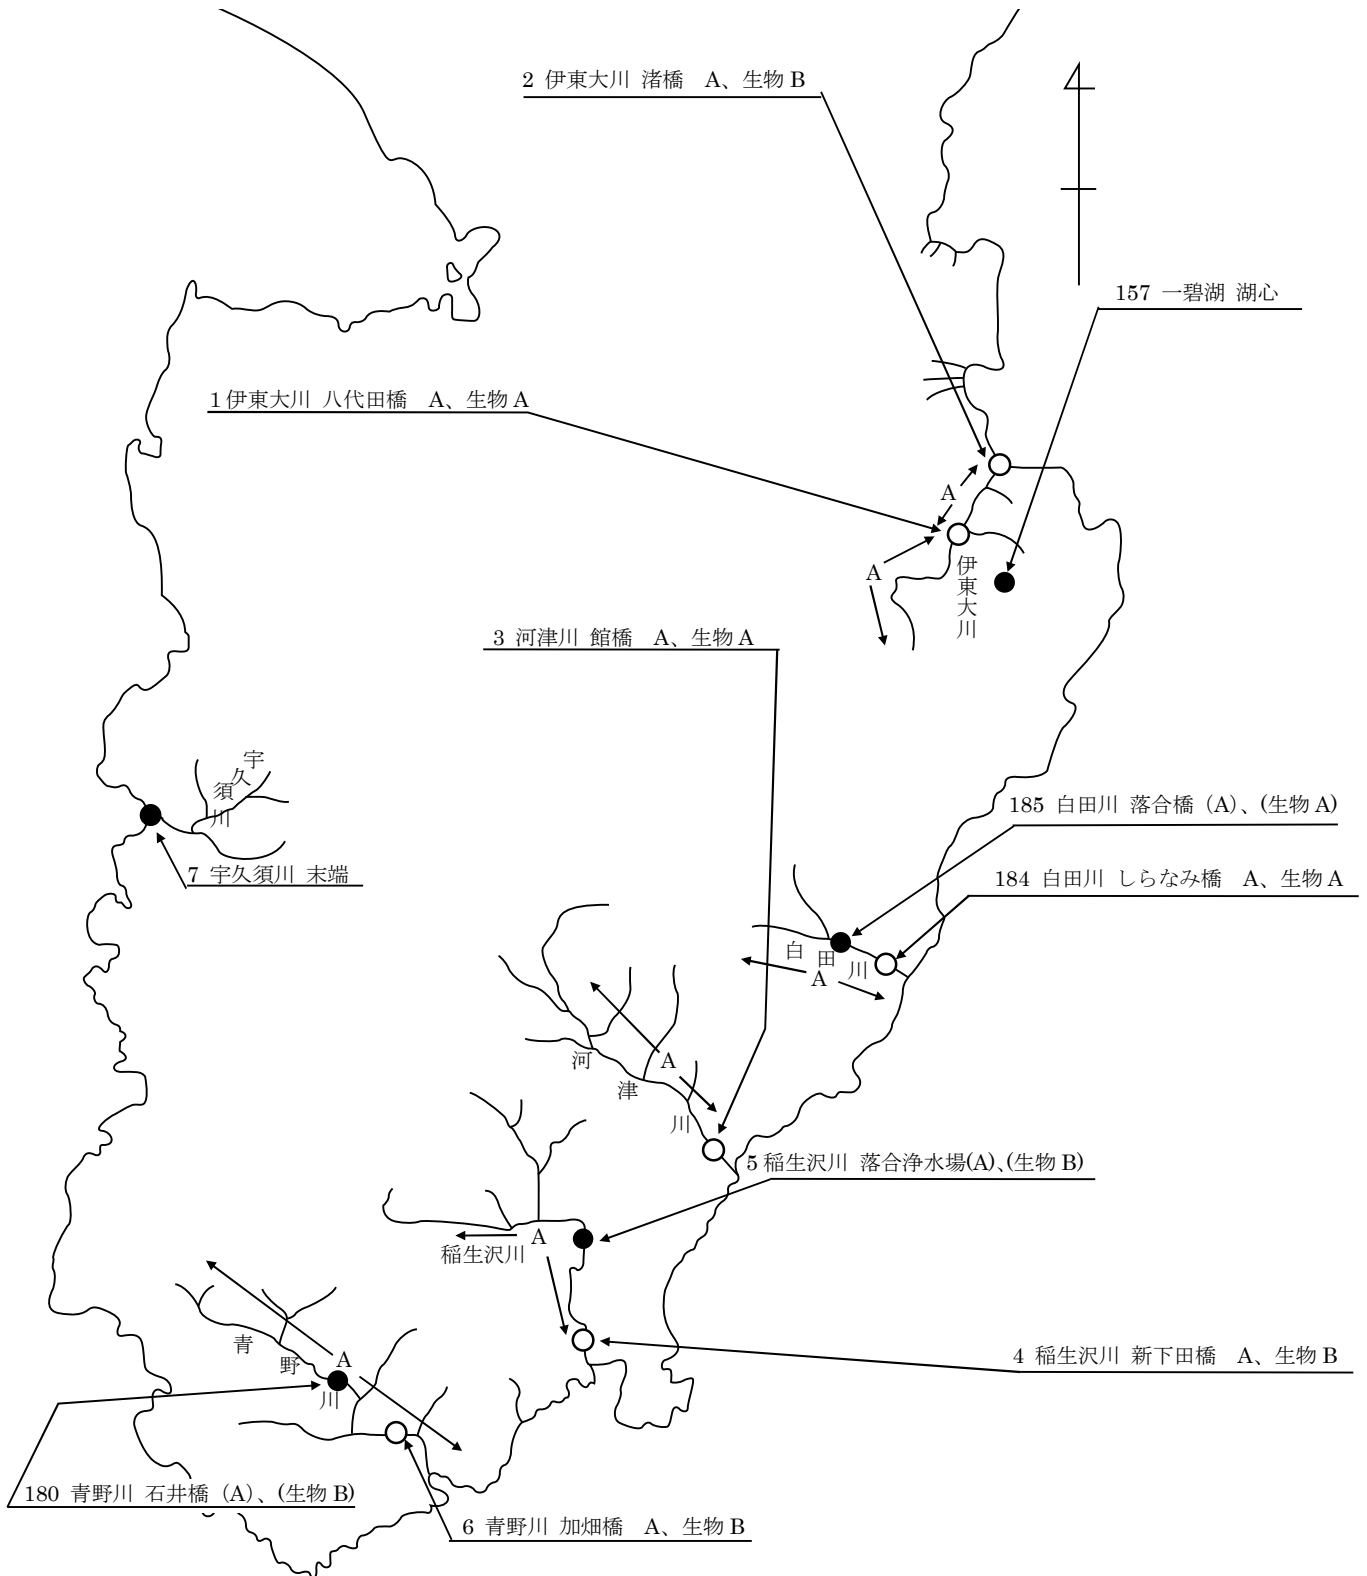 2 伊東大川 渚橋 A、生物 B
157 一碧湖 湖心
1 伊東大川 八代田橋 A、生物 A
A
A
伊東大川
3 河津川 館橋 A、生物 A
宇久須川
7 宇久須川 末端
185 白田川 落合橋 (A)、(生物 A)
184 白田川 しらなみ橋 A、生物 A
白田川
A
A
河津川
5 稲生沢川 落合浄水場(A)、(生物 B)
A
稲生沢川
青野川
A
4 稲生沢川 新下田橋 A、生物 B
180 青野川 石井橋 (A)、(生物 B)
6 青野川 加畑橋 A、生物 B